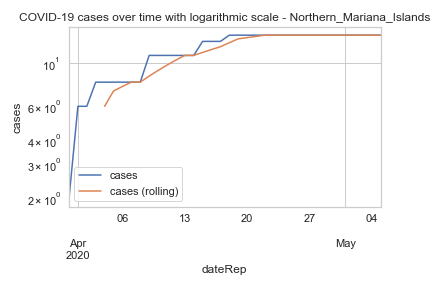 COVID-19 cases over time with logarithmic scale - Northern_Mariana_Islands
cases
10¹
6 × 10⁰
4 × 10⁰
3 × 10⁰
2 × 10⁰
cases
cases (rolling)
06 13 20 27 04
Apr May
2020
dateRep